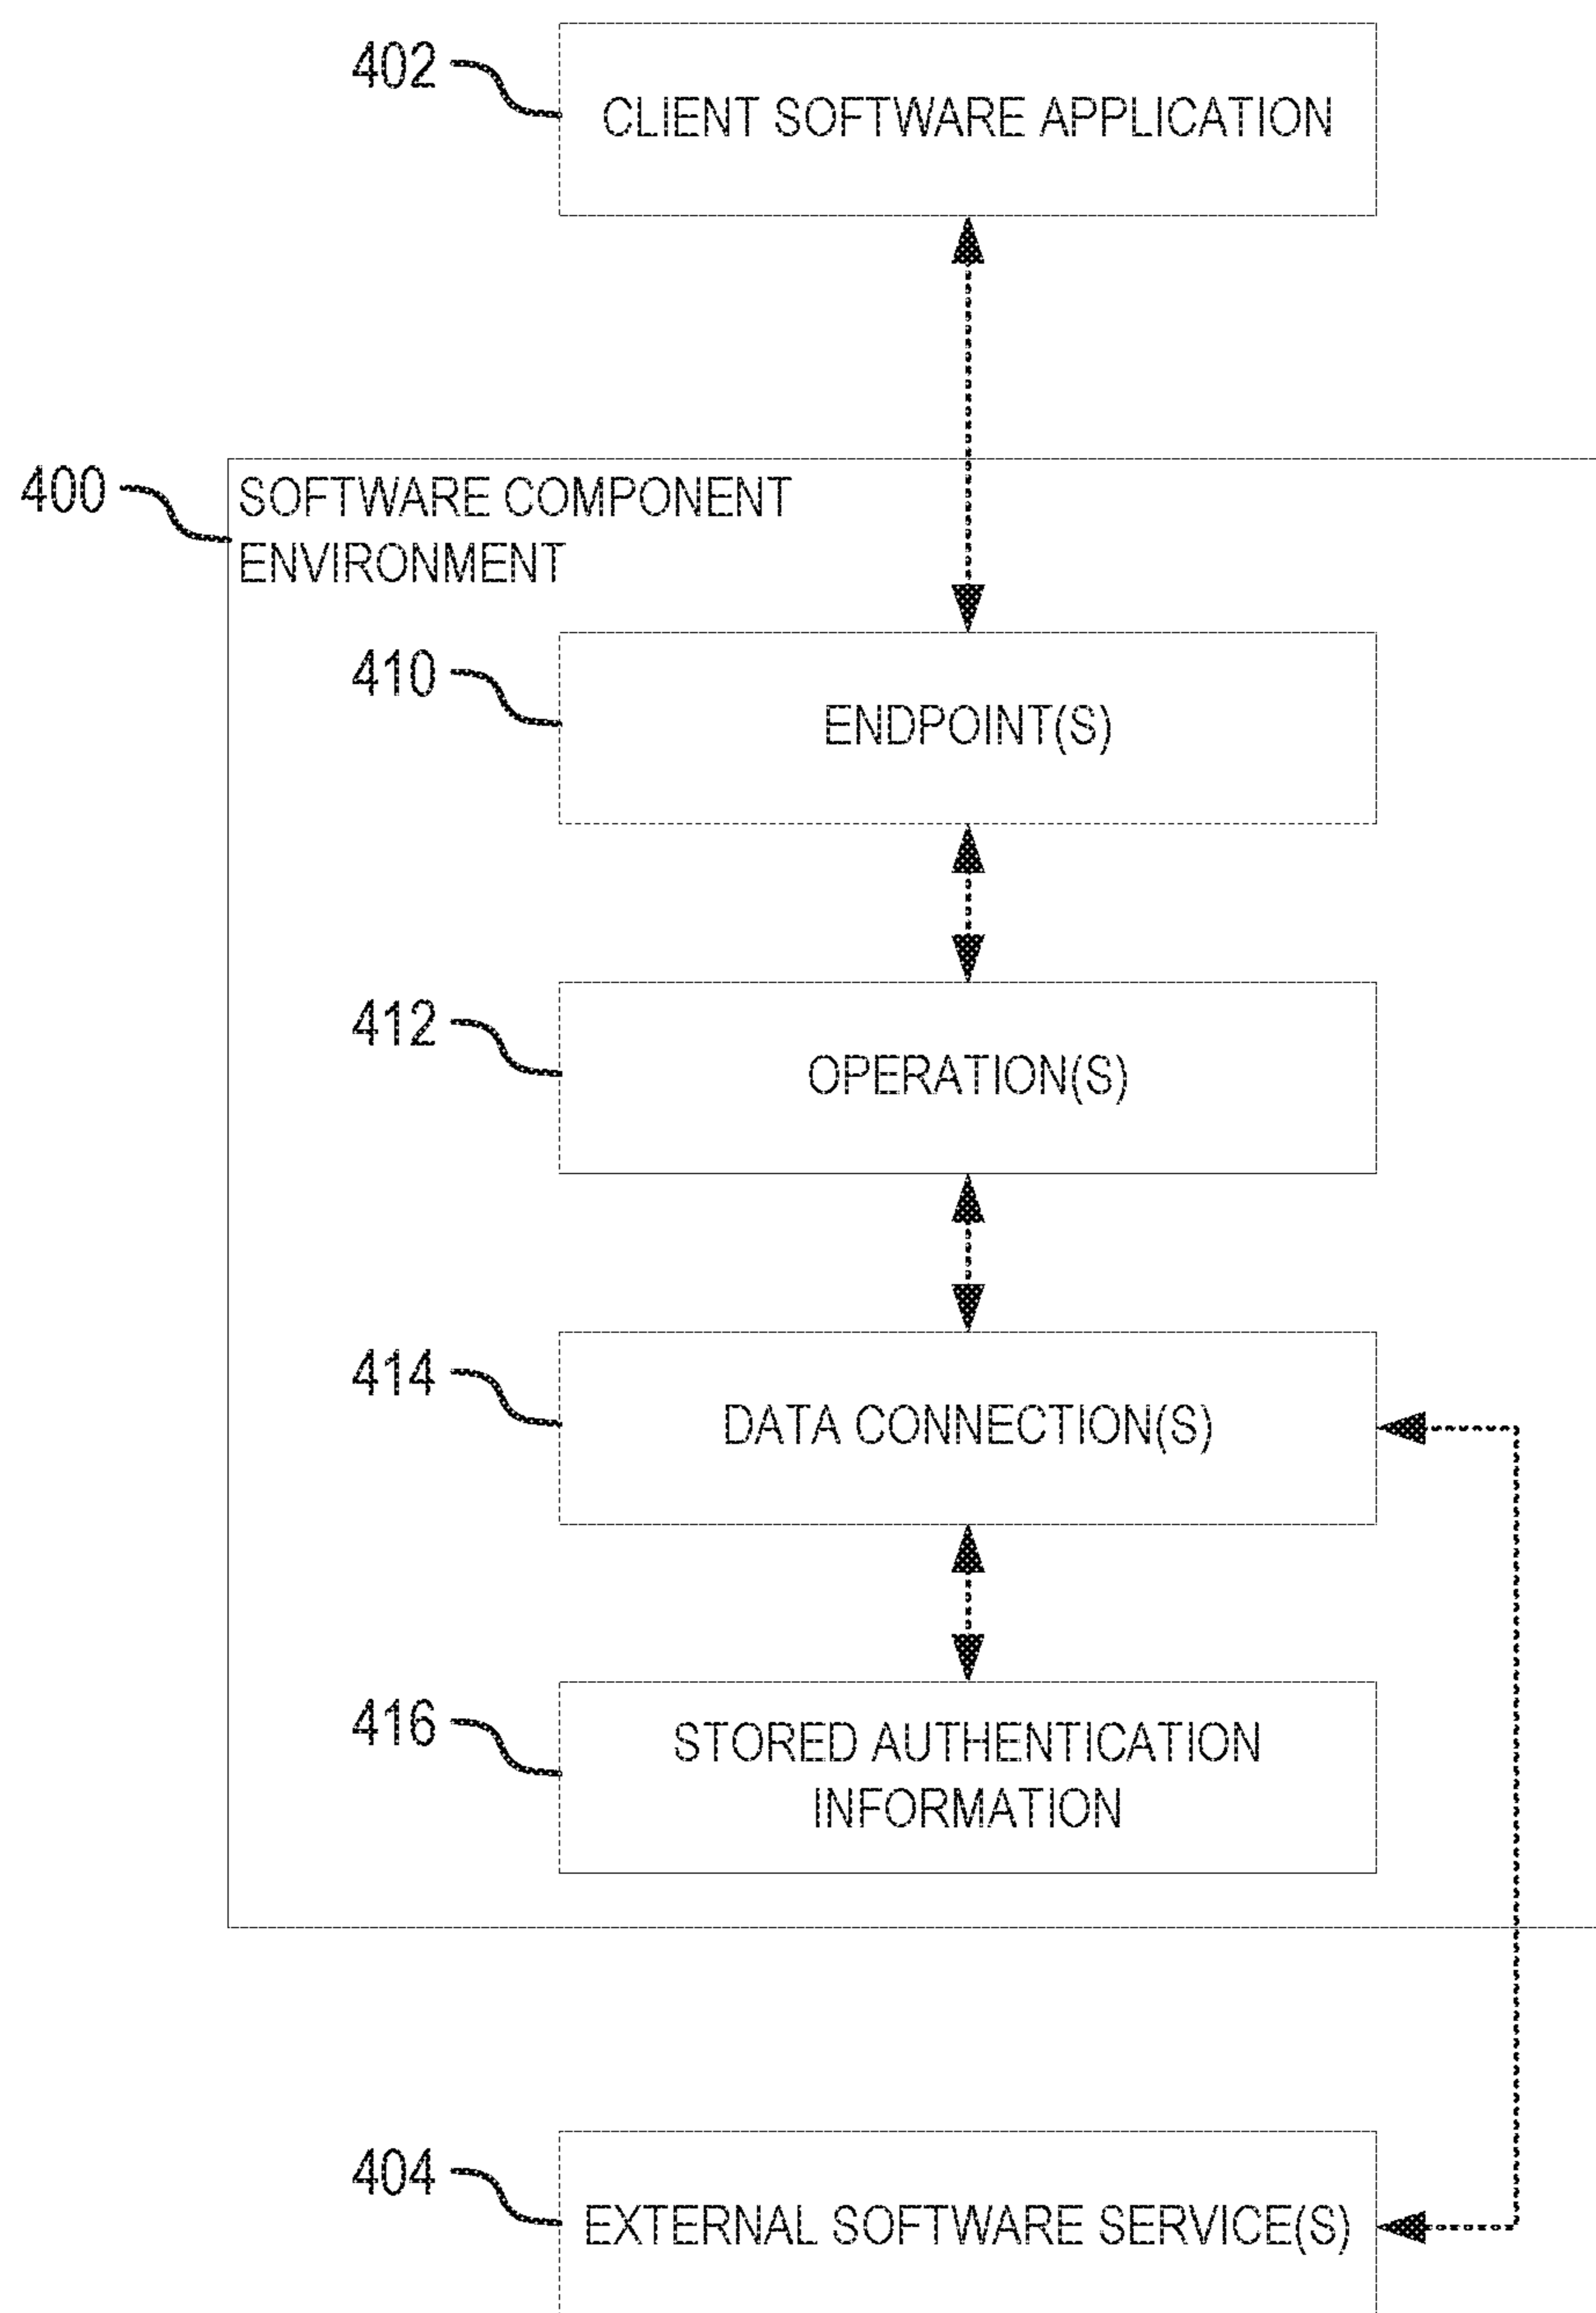 402
CLIENT SOFTWARE APPLICATION
400
SOFTWARE COMPONENT
ENVIRONMENT
410
ENDPOINT(S)
412
OPERATION(S)
414
DATA CONNECTION(S)
416
STORED AUTHENTICATION
INFORMATION
404
EXTERNAL SOFTWARE SERVICE(S)